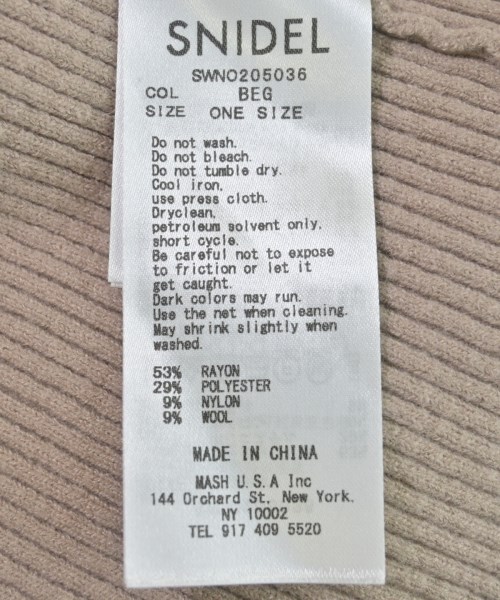 SNIDEL
SWNO205036
COL BEG
SIZE ONE SIZE
Do not wash.
Do not bleach.
Do not tumble dry.
Cool iron,
use press cloth.
Dryclean,
petroleum solvent only,
short cycle.
Be careful not to expose
to friction or let it
get caught.
Dark colors may run.
Use the net when cleaning.
May shrink slightly when
washed.
53% RAYON
29% POLYESTER
9% NYLON
9% WOOL
MADE IN CHINA
MASH U.S.A Inc
144 Orchard St. New York.
NY 10002
TEL 917 409 5520